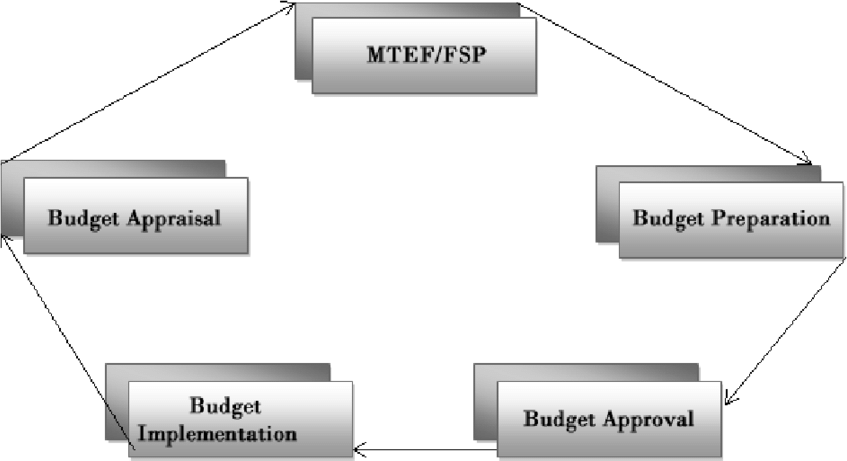 MTEF/FSP
Budget Appraisal
Budget Preparation
Budget
Implementation
Budget Approval